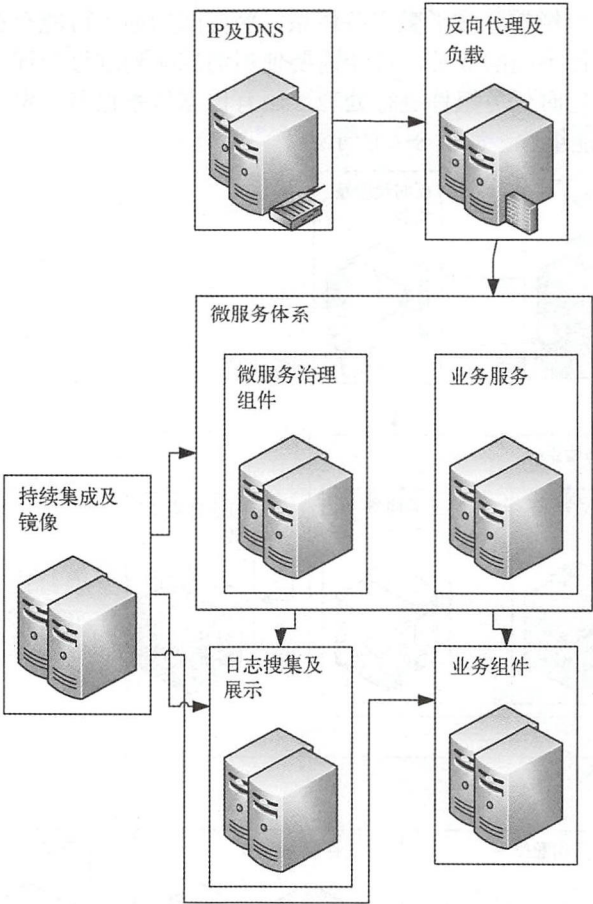 IP及DNS
反向代理及
负载
微服务体系
微服务治理
组件
业务服务
持续集成及
镜像
日志搜集及
展示
业务组件